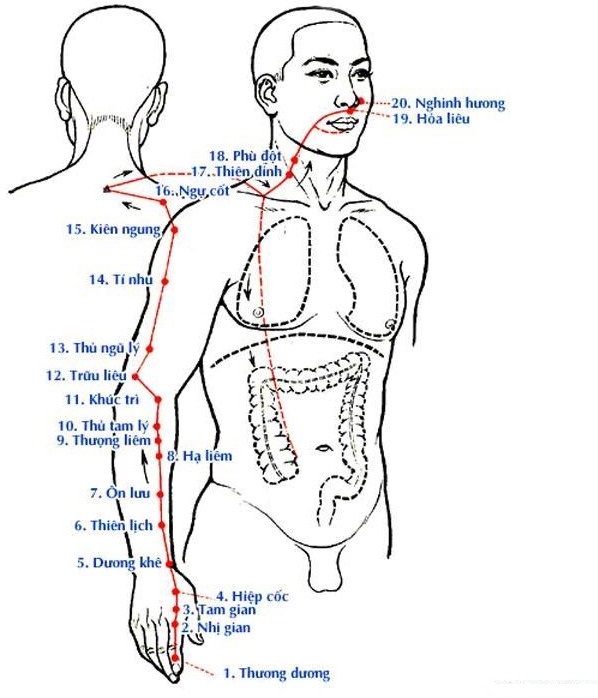 20. Nghinh hương
19. Hỏa liêu
18. Phù đột
17. Thiên đỉnh
16. Ngự cốt
15. Kiên ngung
14. Tí nhu
13. Thủ ngũ lý
12. Trữu liêu
11. Khúc trì
10. Thủ tam lý
9. Thượng liêm
8. Hạ liêm
7. Ôn lưu
6. Thiên lịch
5. Dương khê
4. Hiệp cốc
3. Tam gian
2. Nhị gian
1. Thương dương